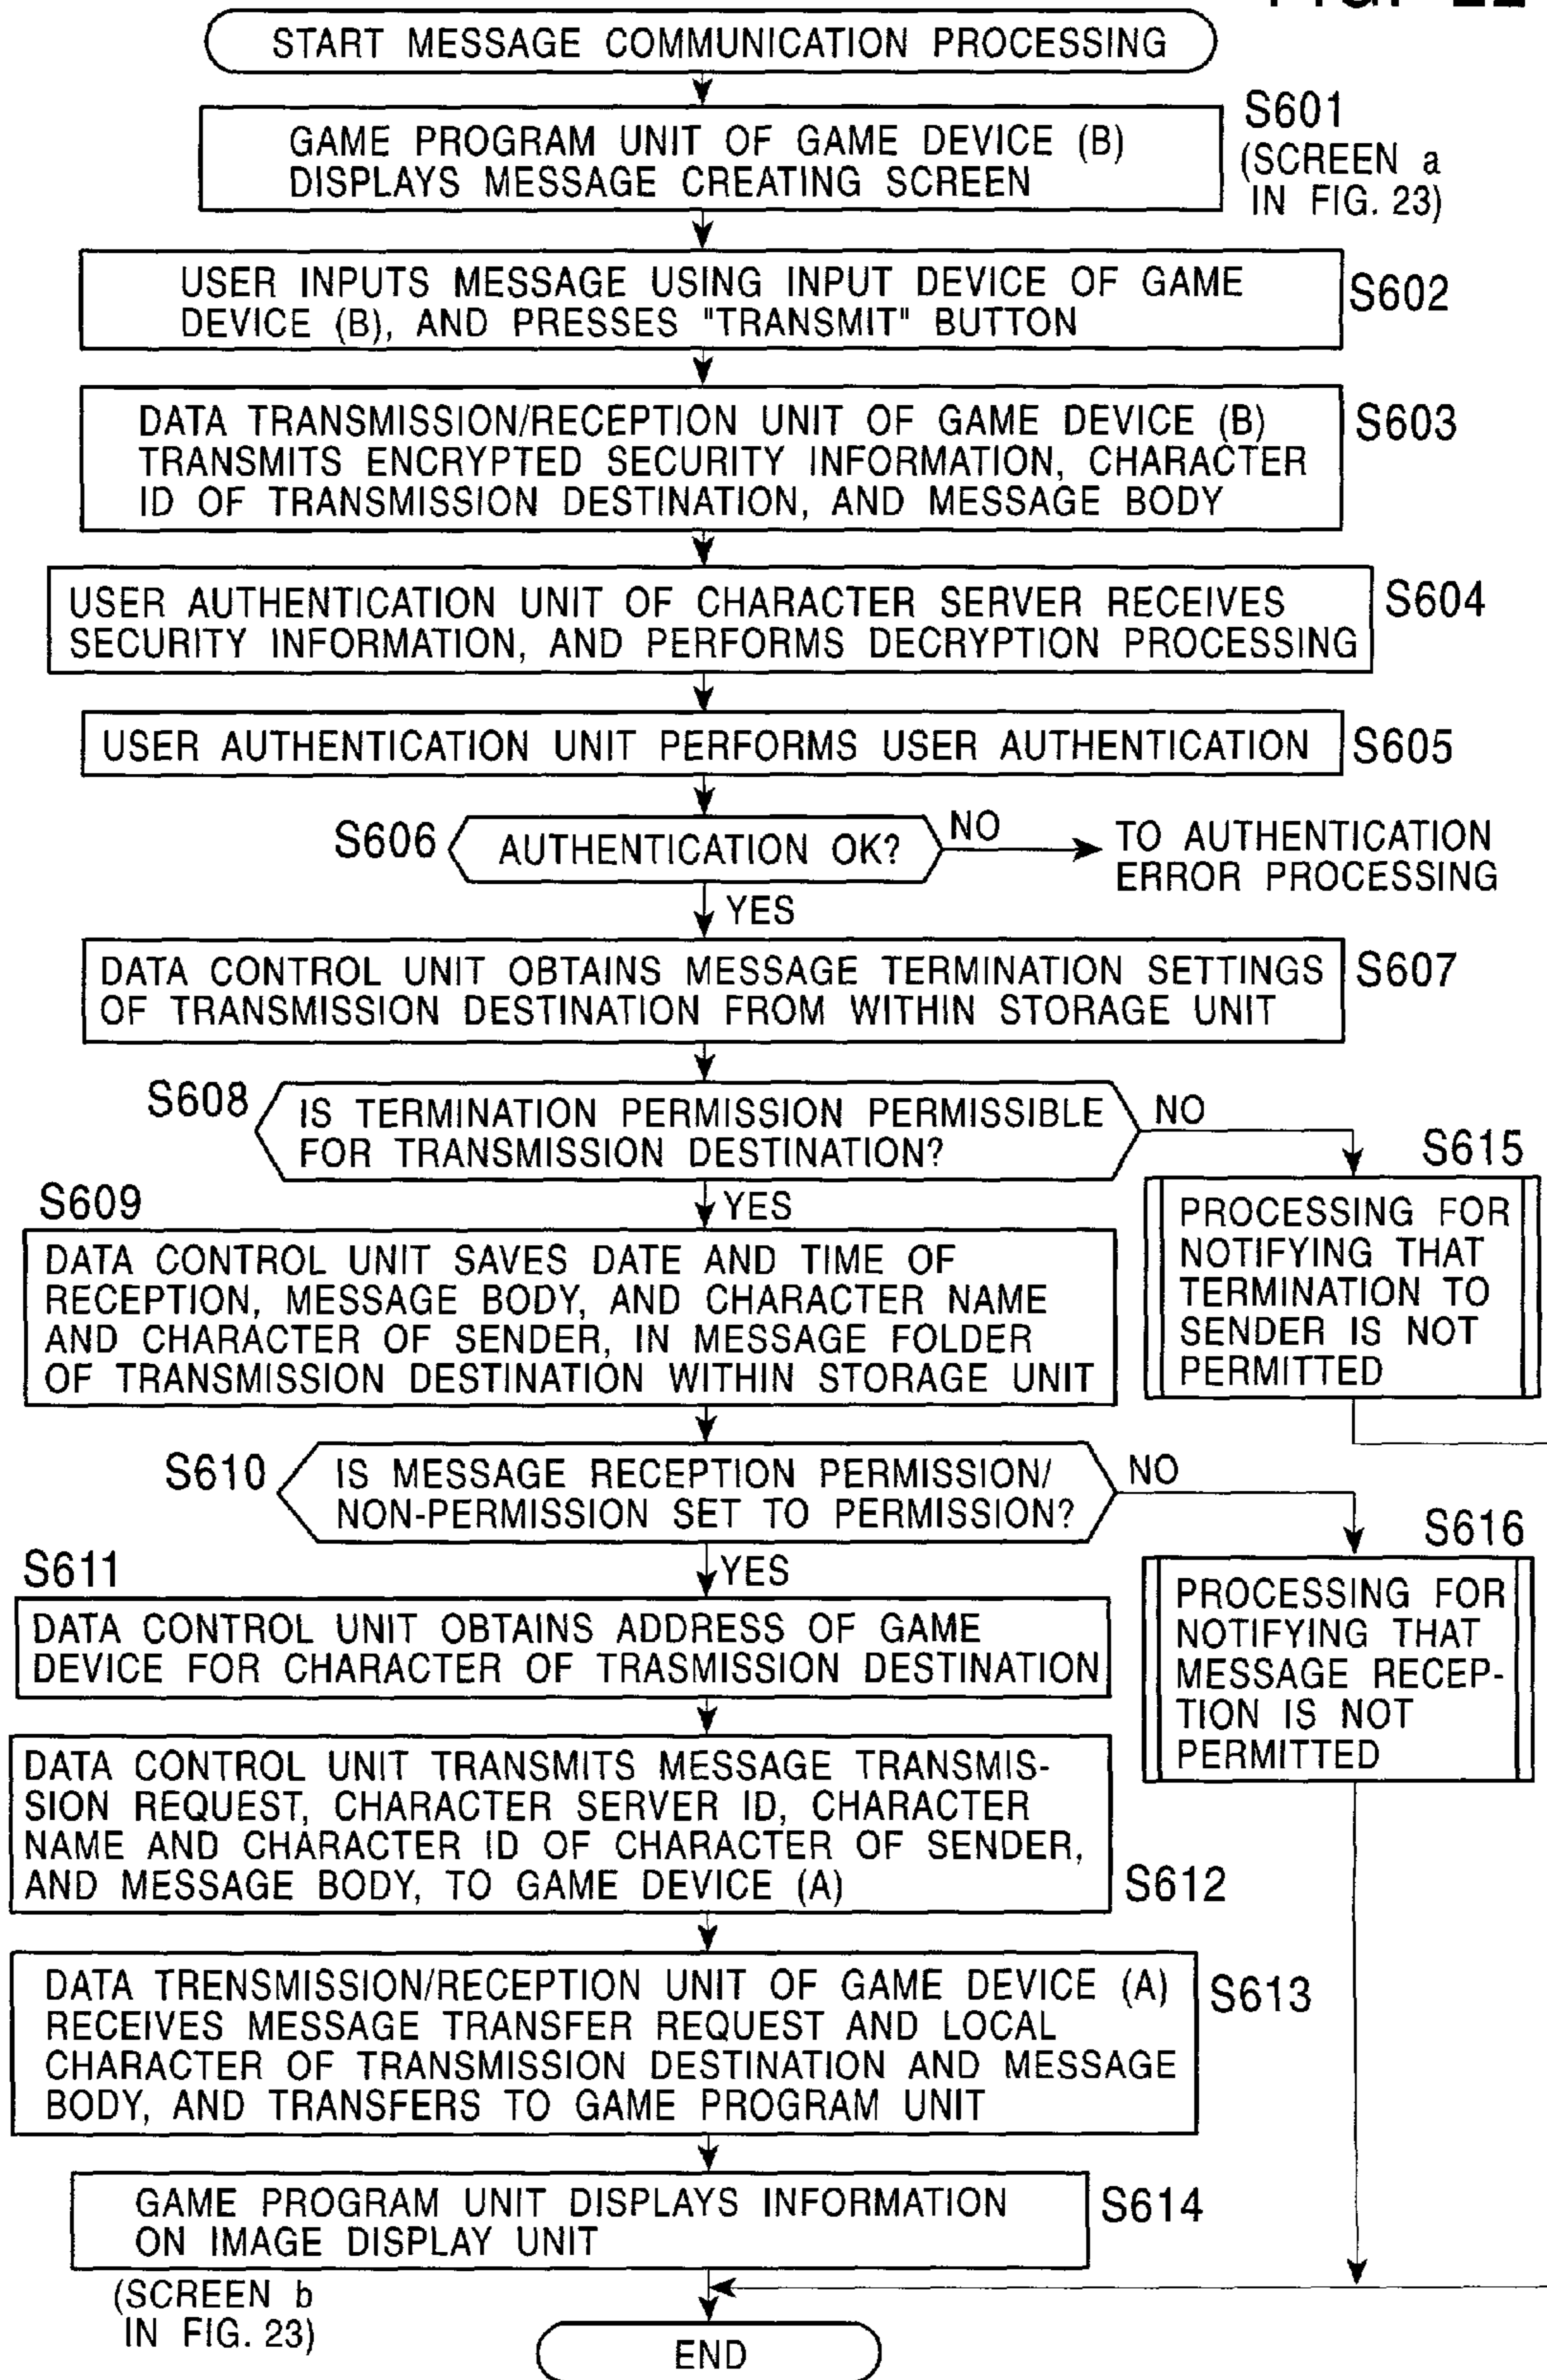 START MESSAGE COMMUNICATION PROCESSING
S601
(SCREEN a
IN FIG. 23)
GAME PROGRAM UNIT OF GAME DEVICE (B)
DISPLAYS MESSAGE CREATING SCREEN
USER INPUTS MESSAGE USING INPUT DEVICE OF GAME
DEVICE (B), AND PRESSES "TRANSMIT" BUTTON
S602
DATA TRANSMISSION/RECEPTION UNIT OF GAME DEVICE (B)
TRANSMITS ENCRYPTED SECURITY INFORMATION, CHARACTER
ID OF TRANSMISSION DESTINATION, AND MESSAGE BODY
S603
USER AUTHENTICATION UNIT OF CHARACTER SERVER RECEIVES
SECURITY INFORMATION, AND PERFORMS DECRYPTION PROCESSING
S604
USER AUTHENTICATION UNIT PERFORMS USER AUTHENTICATION
S605
S606
AUTHENTICATION OK?
NO
TO AUTHENTICATION
ERROR PROCESSING
YES
DATA CONTROL UNIT OBTAINS MESSAGE TERMINATION SETTINGS
OF TRANSMISSION DESTINATION FROM WITHIN STORAGE UNIT
S607
S608
IS TERMINATION PERMISSION PERMISSIBLE
FOR TRANSMISSION DESTINATION?
NO
S615
PROCESSING FOR
NOTIFYING THAT
TERMINATION TO
SENDER IS NOT
PERMITTED
YES
S609
DATA CONTROL UNIT SAVES DATE AND TIME OF
RECEPTION, MESSAGE BODY, AND CHARACTER NAME
AND CHARACTER OF SENDER, IN MESSAGE FOLDER
OF TRANSMISSION DESTINATION WITHIN STORAGE UNIT
S610
IS MESSAGE RECEPTION PERMISSION/
NON-PERMISSION SET TO PERMISSION?
NO
S616
PROCESSING FOR
NOTIFYING THAT
MESSAGE RECEP-
TION IS NOT
PERMITTED
YES
S611
DATA CONTROL UNIT OBTAINS ADDRESS OF GAME
DEVICE FOR CHARACTER OF TRASMISSION DESTINATION
DATA CONTROL UNIT TRANSMITS MESSAGE TRANSMIS-
SION REQUEST, CHARACTER SERVER ID, CHARACTER
NAME AND CHARACTER ID OF CHARACTER OF SENDER,
AND MESSAGE BODY, TO GAME DEVICE (A)
S612
DATA TRENSMISSION/RECEPTION UNIT OF GAME DEVICE (A)
RECEIVES MESSAGE TRANSFER REQUEST AND LOCAL
CHARACTER OF TRANSMISSION DESTINATION AND MESSAGE
BODY, AND TRANSFERS TO GAME PROGRAM UNIT
S613
GAME PROGRAM UNIT DISPLAYS INFORMATION
ON IMAGE DISPLAY UNIT
S614
(SCREEN b
IN FIG. 23)
END